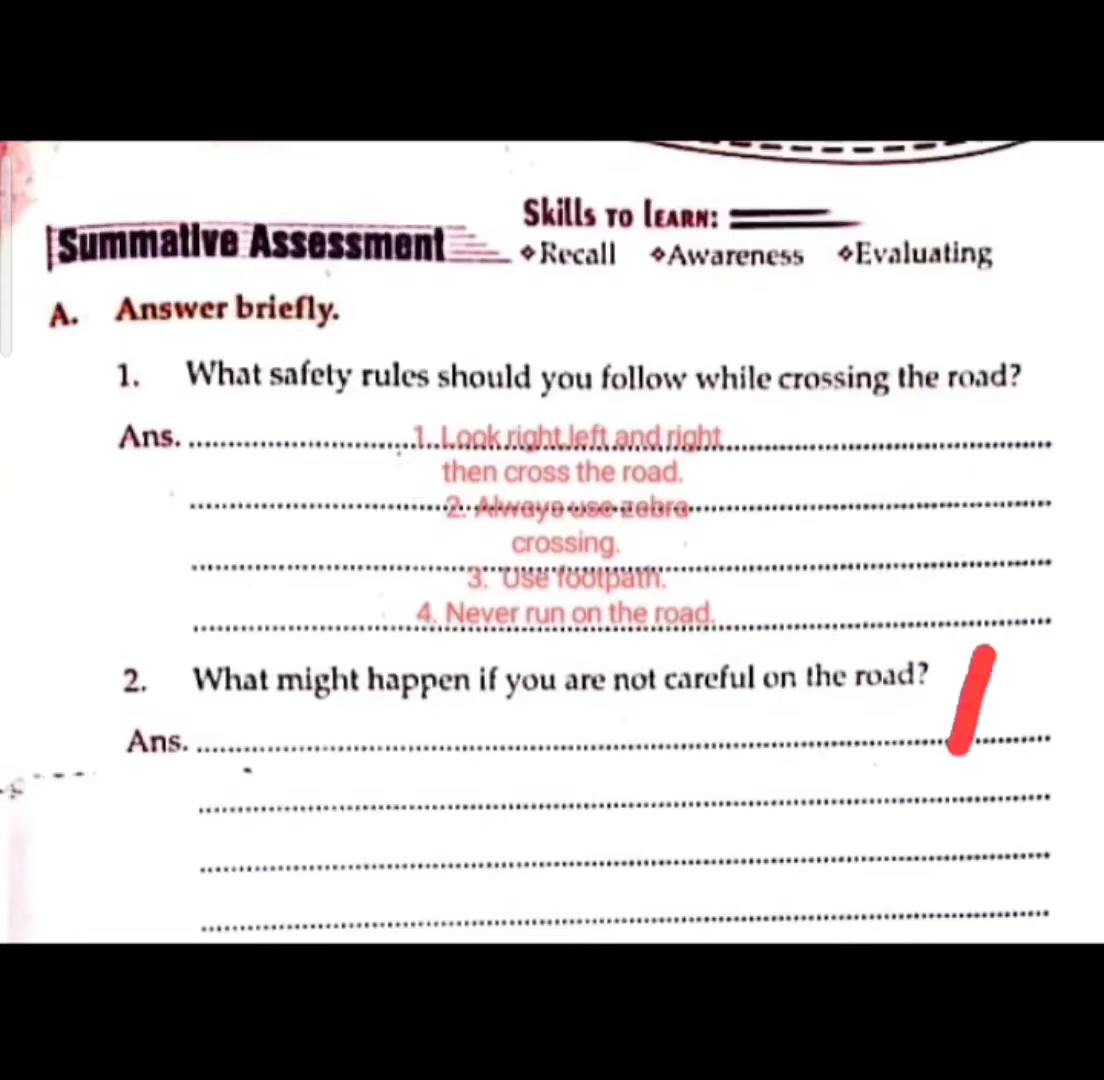 Skills to Learn:
Summative Assessment
❖Recall ❖Awareness ❖Evaluating
A. Answer briefly.
1. What safety rules should you follow while crossing the road?
Ans. 1. Look right left and right
then cross the road.
2. Always use zebra
crossing.
3. Use footpath.
4. Never run on the road.
2. What might happen if you are not careful on the road?
Ans.